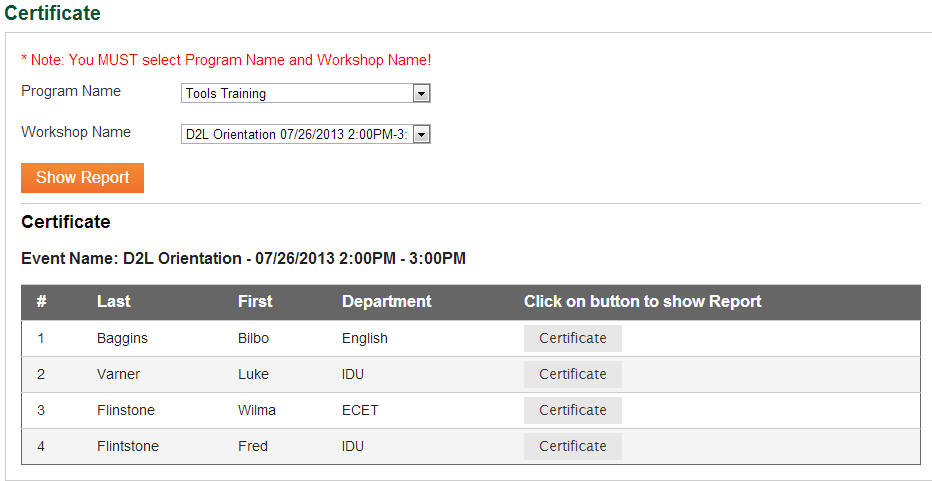 Certificate
* Note: You MUST select Program Name and Workshop Name!
Program Name Tools Training
Workshop Name D2L Orientation 07/26/2013 2:00PM-3:
Show Report
Certificate
Event Name: D2L Orientation - 07/26/2013 2:00PM - 3:00PM
# Last First Department Click on button to show Report
1 Baggins Bilbo English Certificate
2 Varner Luke IDU Certificate
3 Flinstone Wilma ECET Certificate
4 Flintstone Fred IDU Certificate